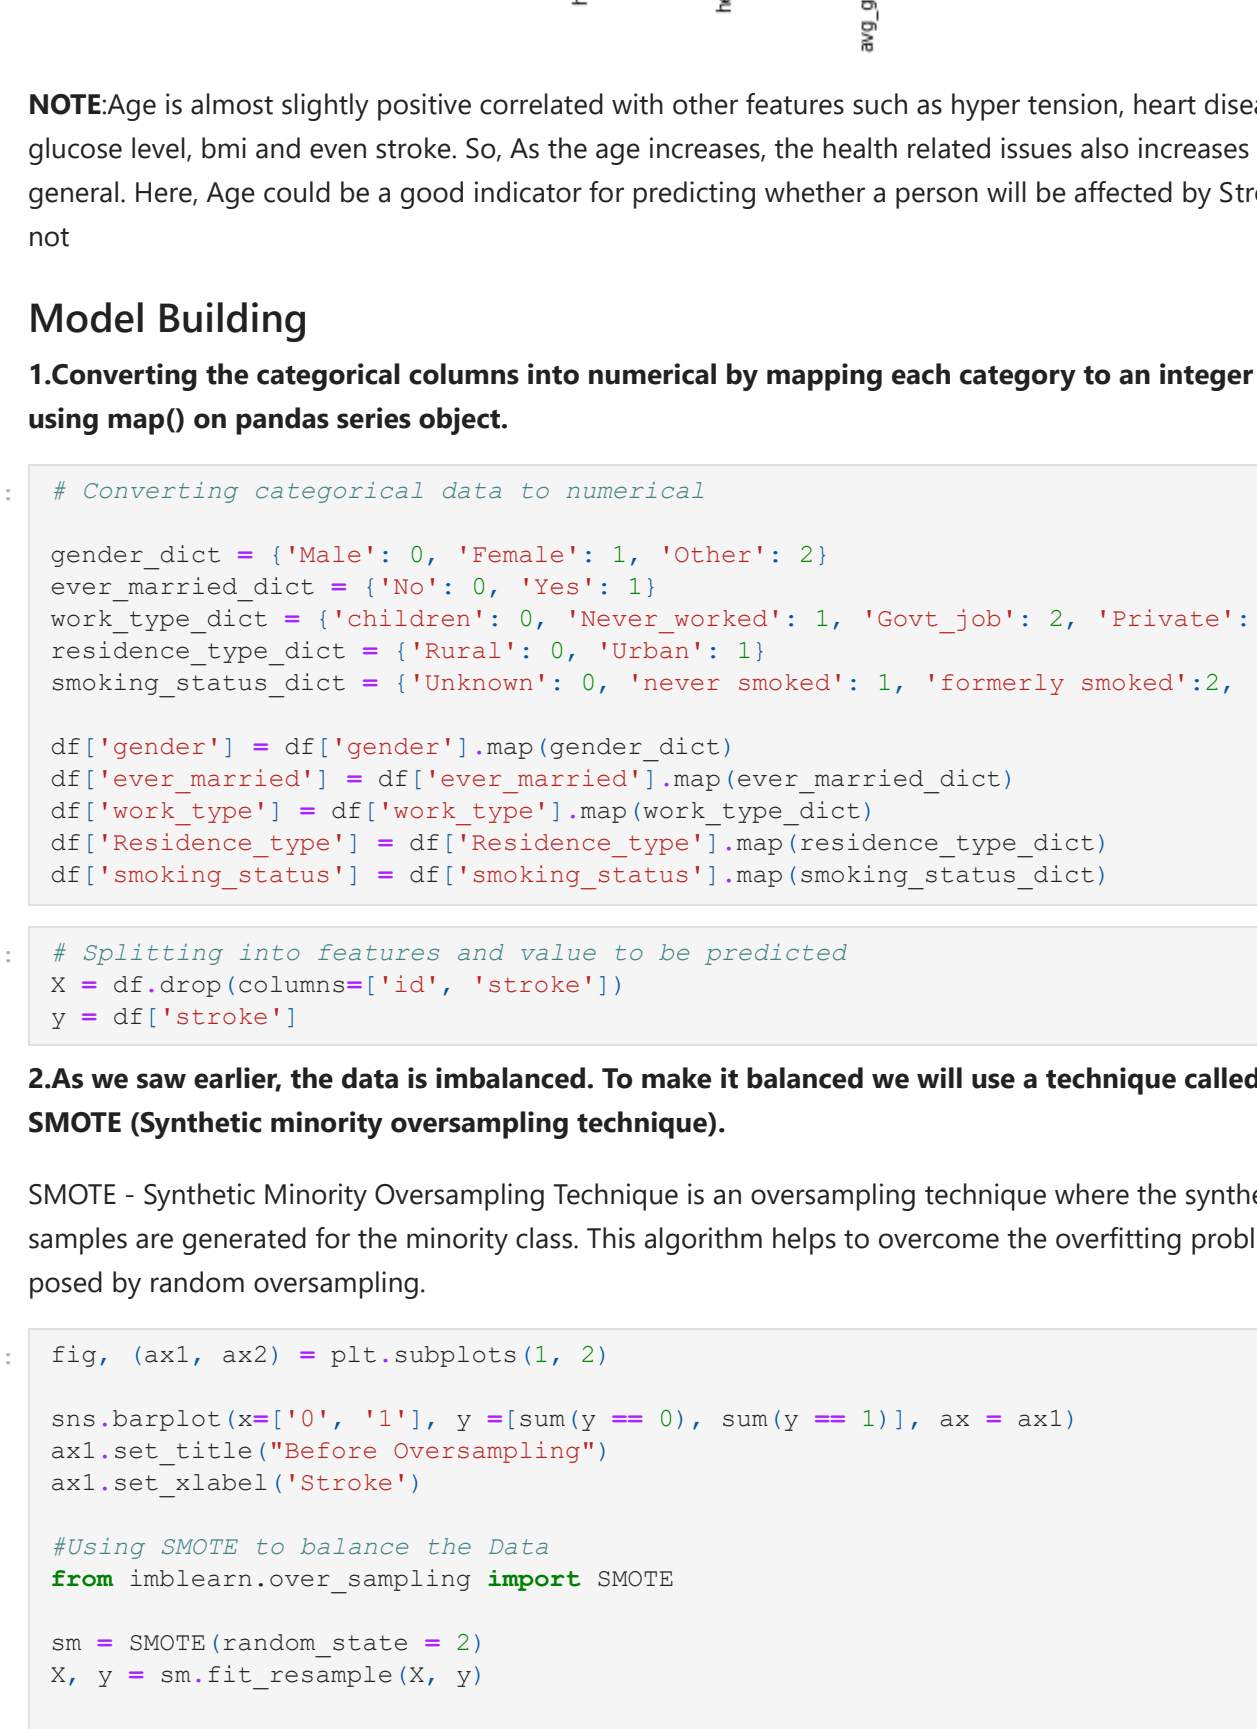 g_avg
NOTE:Age is almost slightly positive correlated with other features such as hyper tension, heart
glucose level, bmi and even stroke. So, As the age increases, the health related issues also increases
general. Here, Age could be a good indicator for predicting whether a person will be affected by
not
Model Building
1.Converting the categorical columns into numerical by mapping each category to an integer
using map() on pandas series object.
: # Converting categorical data to numerical
gender_dict = {'Male': 0, 'Female': 1, 'Other': 2}
ever_married_dict = {'No': 0, 'Yes': 1}
work_type_dict = {'children': 0, 'Never_worked': 1, 'Govt_job': 2, 'Private':
residence_type_dict = {'Rural': 0, 'Urban': 1}
smoking_status_dict = {'Unknown': 0, 'never smoked': 1, 'formerly smoked':2,
df['gender'] = df['gender'].map(gender_dict)
df['ever_married'] = df['ever_married'].map(ever_married_dict)
df['work_type'] = df['work_type'].map(work_type_dict)
df['Residence_type'] = df['Residence_type'].map(residence_type_dict)
df['smoking_status'] = df['smoking_status'].map(smoking_status_dict)
: # Splitting into features and value to be predicted
X = df.drop(columns=['id', 'stroke'])
y = df['stroke']
2.As we saw earlier, the data is imbalanced. To make it balanced we will use a technique called
SMOTE (Synthetic minority oversampling technique).
SMOTE - Synthetic Minority Oversampling Technique is an oversampling technique where the
samples are generated for the minority class. This algorithm helps to overcome the overfitting
posed by random oversampling.
: fig, (ax1, ax2) = plt.subplots(1, 2)
sns.barplot(x=['0', '1'], y =[sum(y == 0), sum(y == 1)], ax = ax1)
ax1.set_title("Before Oversampling")
ax1.set_xlabel('Stroke')
#Using SMOTE to balance the Data
from imblearn.over_sampling import SMOTE
sm = SMOTE(random_state = 2)
X, y = sm.fit_resample(X, y)